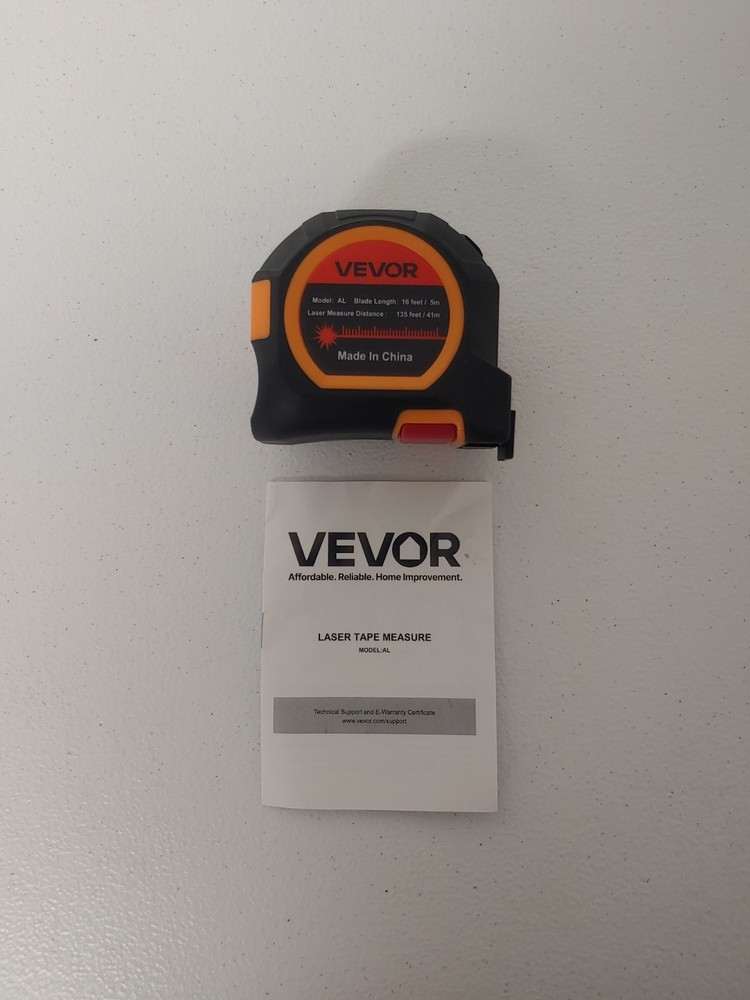 VEVOR
Model: AL Blade Length: 16 feet / 5m
Laser Measure Distance: 135 feet / 41m
Made In China
VEVOR
Affordable. Reliable. Home Improvement.
LASER TAPE MEASURE
MODEL:AL
Technical Support and E-Warranty Certificate
www.vevor.com/support